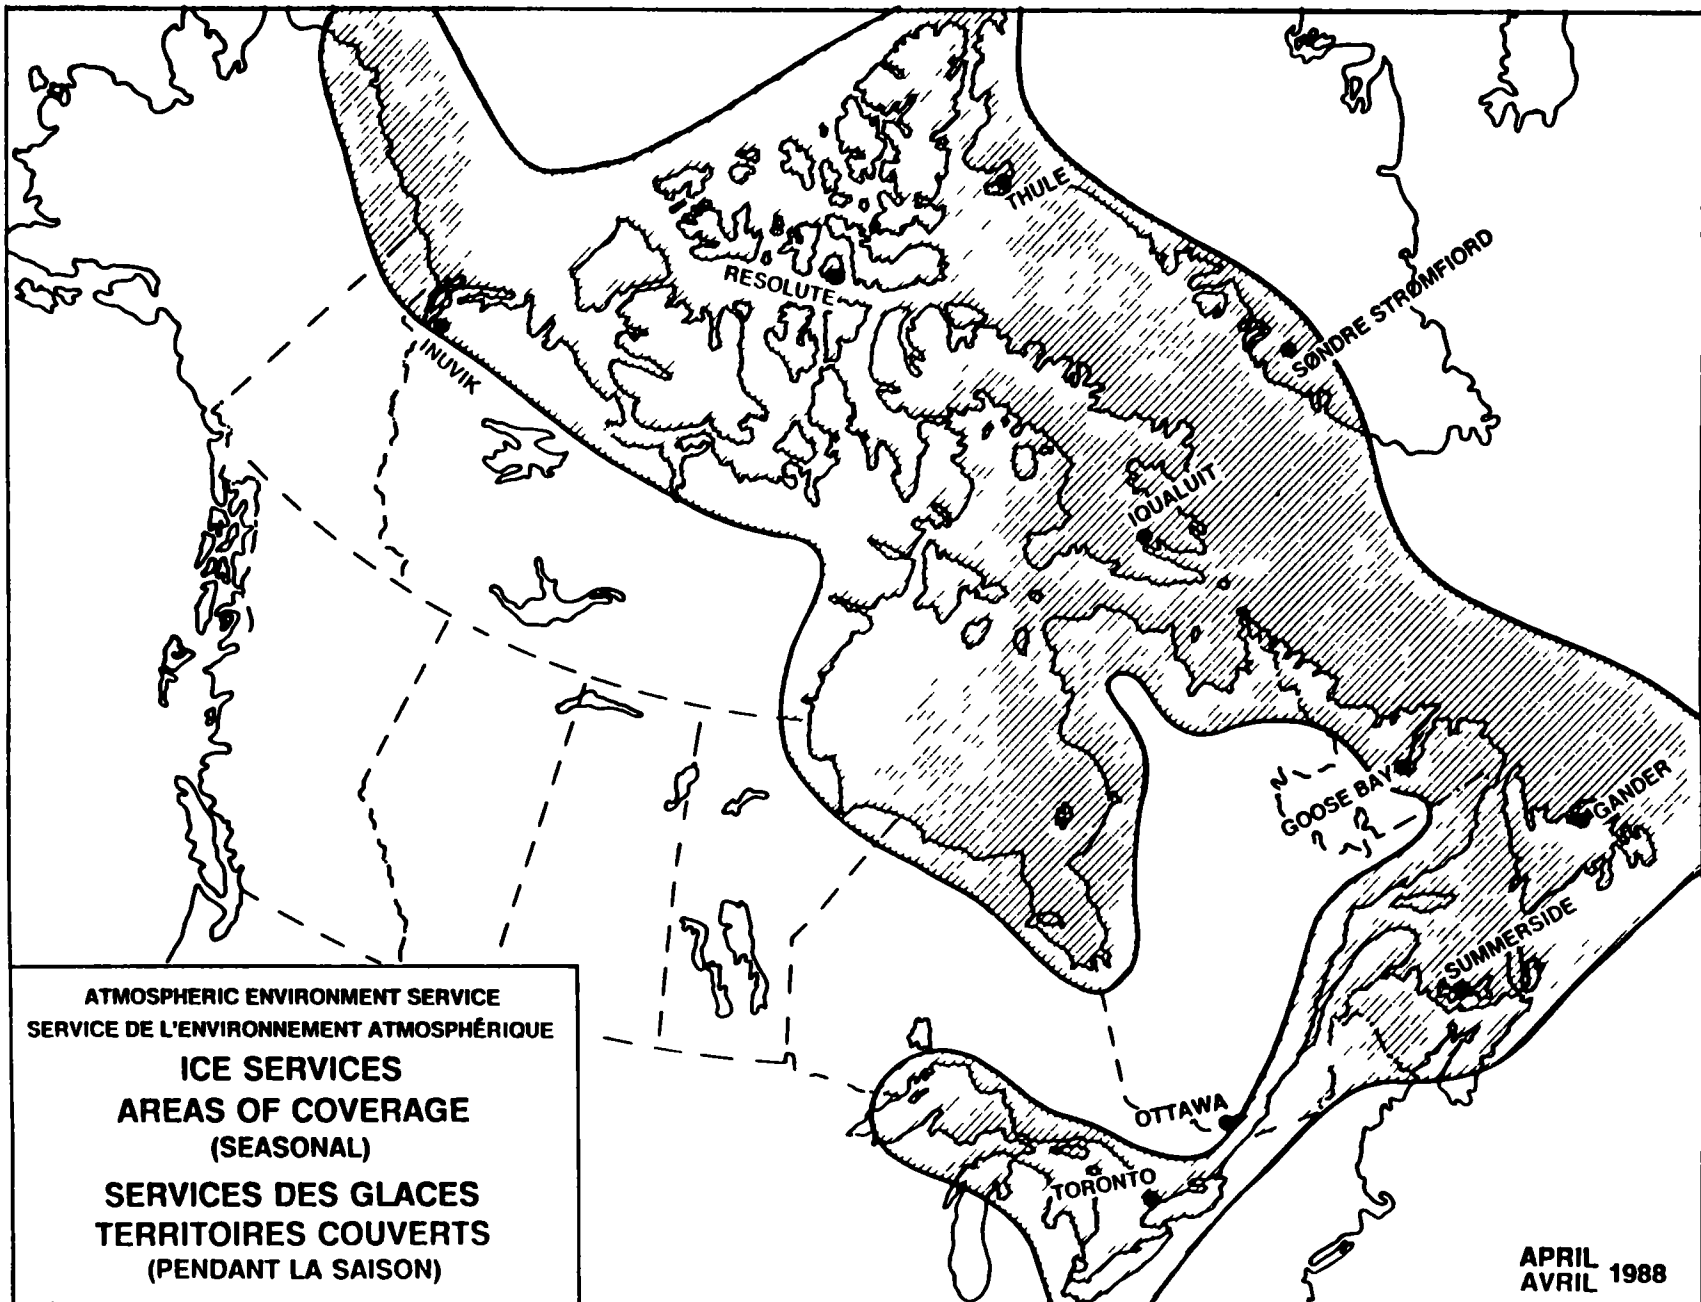 THULE
SØNDRE STRØMFIORD
RESOLUTE
INUVIK
IQUALUIT
GOOSE BAY
GANDER
SUMMERSIDE
OTTAWA
TORONTO
ATMOSPHERIC ENVIRONMENT SERVICE
SERVICE DE L'ENVIRONNEMENT ATMOSPHÉRIQUE
ICE SERVICES
AREAS OF COVERAGE
(SEASONAL)
SERVICES DES GLACES
TERRITOIRES COUVERTS
(PENDANT LA SAISON)
APRIL
AVRIL 1988